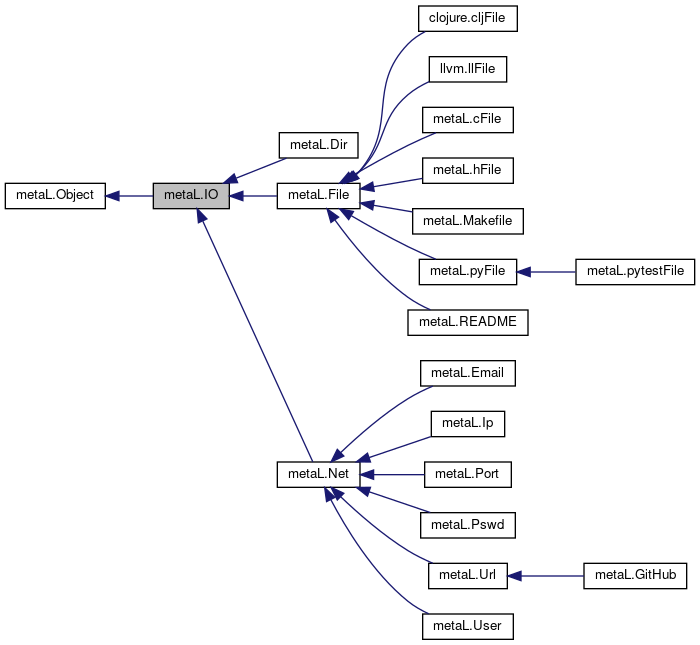 clojure.cljFile
llvm.llFile
metaL.cFile
metaL.Dir
metaL.hFile
metaL.Object
metaL.IO
metaL.File
metaL.Makefile
metaL.pyFile
metaL.pytestFile
metaL.README
metaL.Email
metaL.Ip
metaL.Net
metaL.Port
metaL.Pswd
metaL.Url
metaL.GitHub
metaL.User